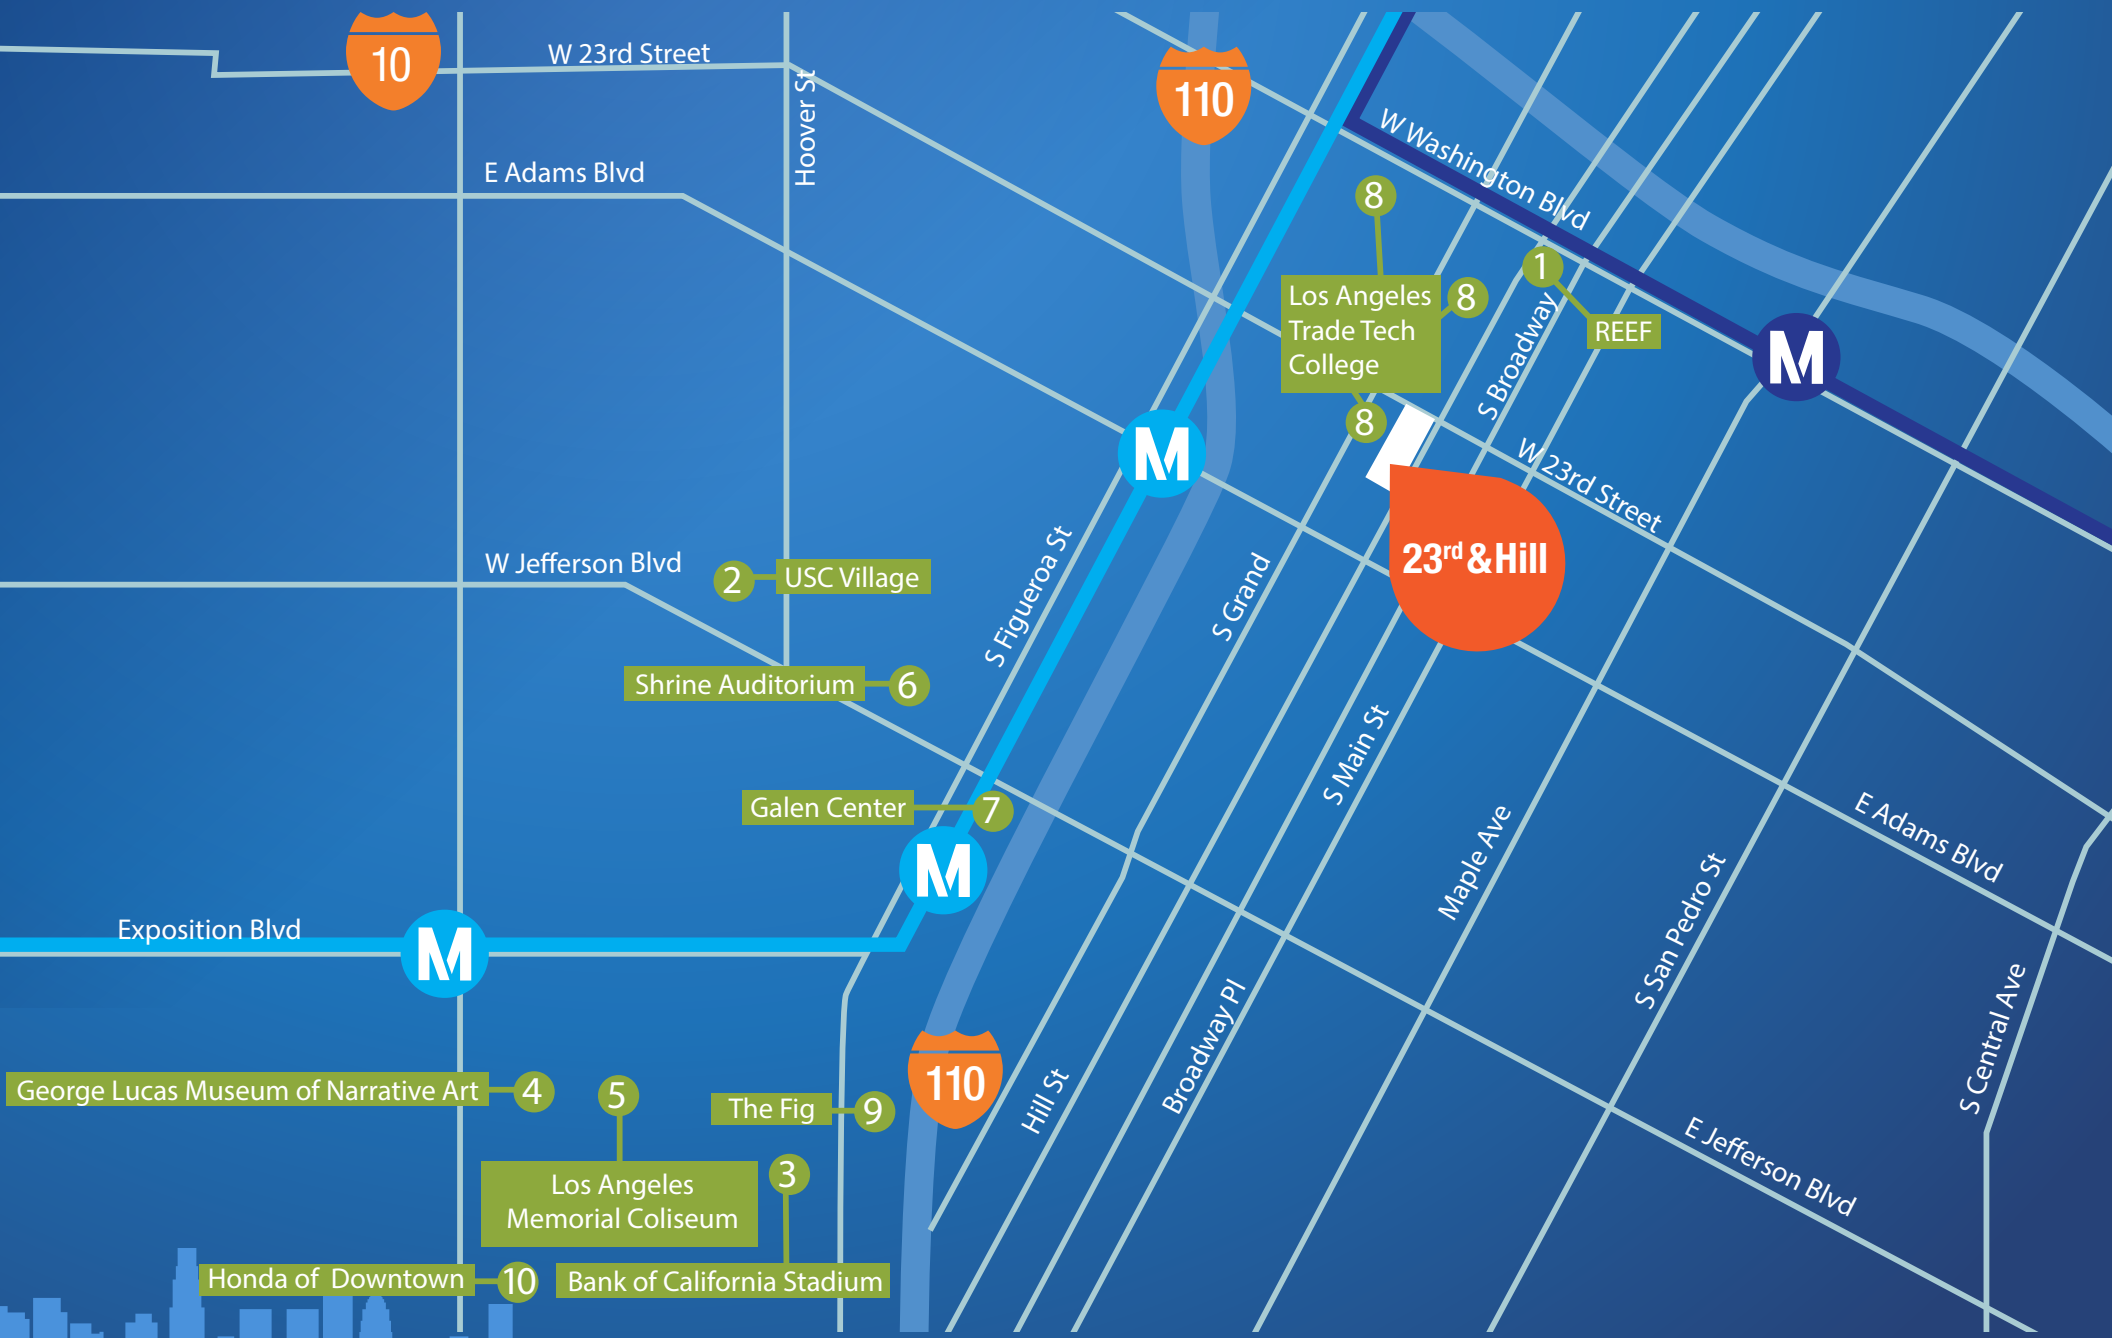 10
W 23rd Street
Hoover St
110
W Washington Blvd
E Adams Blvd
8
1
Los Angeles
Trade Tech
College
8
REEF
S Broadway
M
8
M
W 23rd Street
23rd & Hill
W Jefferson Blvd
2
USC Village
S Figueroa St
S Grand
Shrine Auditorium
6
S Main St
Galen Center
7
M
Maple Ave
E Adams Blvd
S San Pedro St
Exposition Blvd
M
S Central Ave
Broadway Pl
Hill St
110
George Lucas Museum of Narrative Art
4
5
The Fig
9
E Jefferson Blvd
Los Angeles
Memorial Coliseum
3
Honda of Downtown
10
Bank of California Stadium